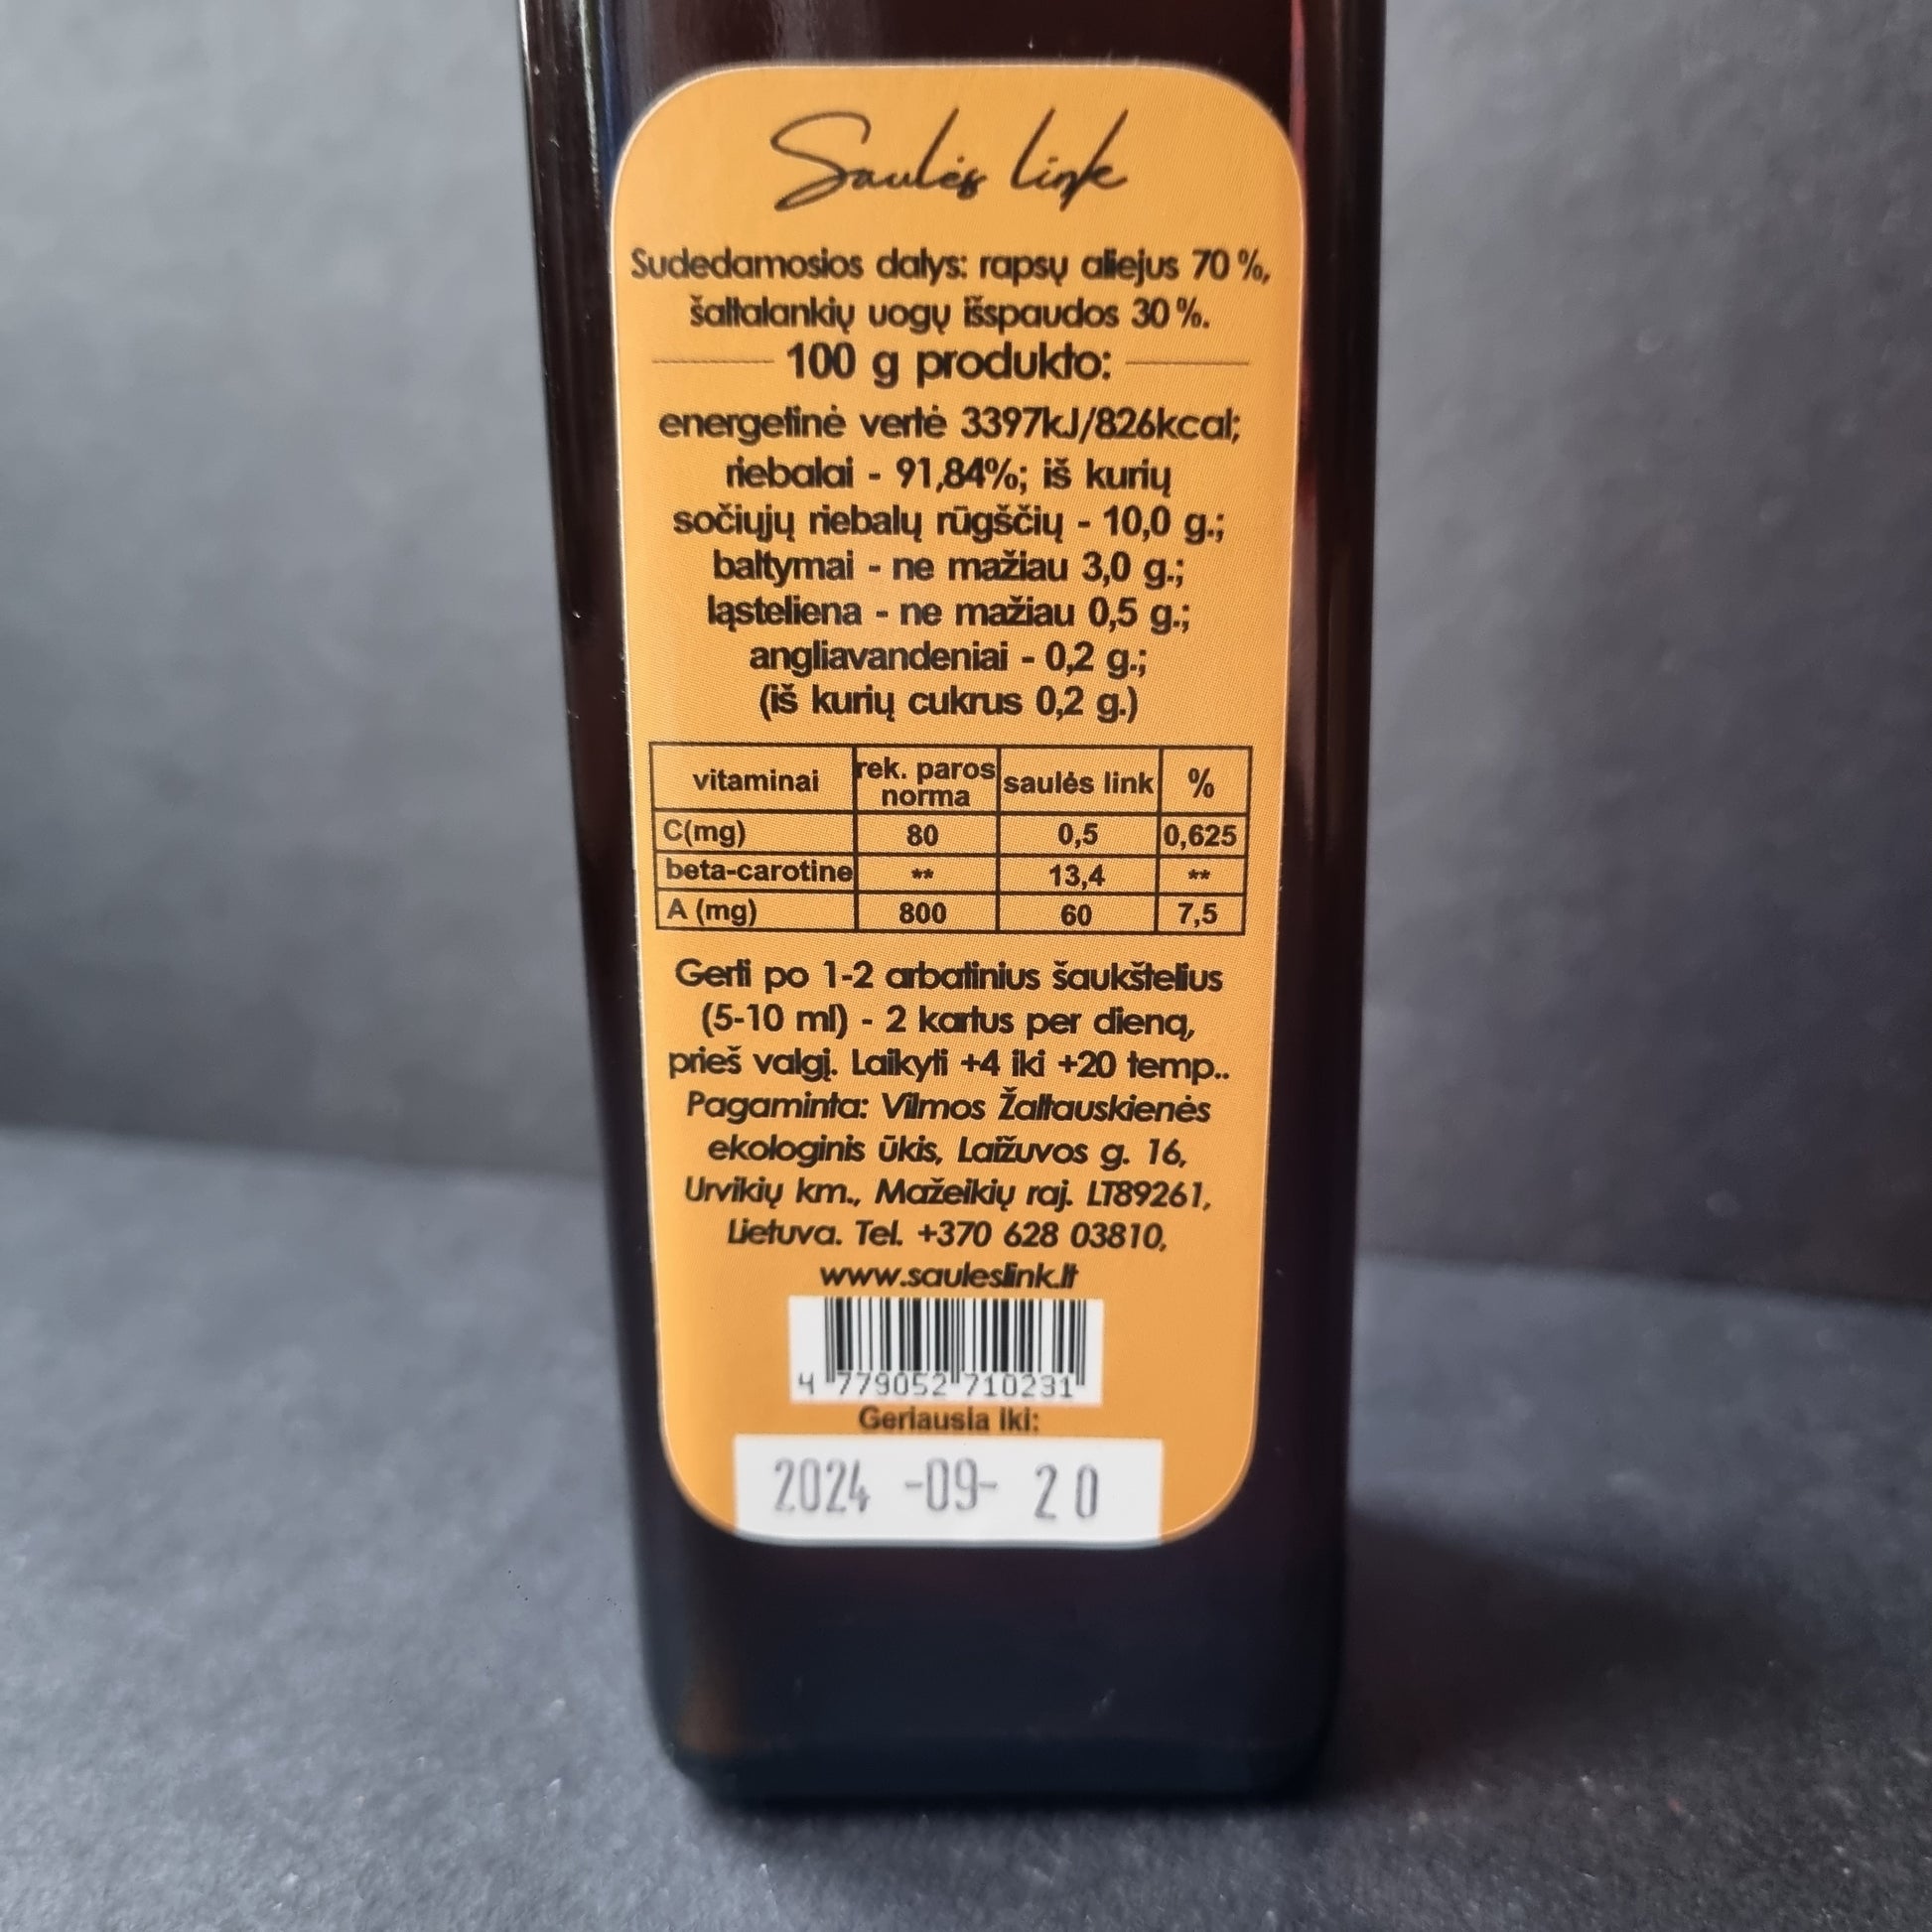 Saulės link
Sudedamosios dalys: rapsų aliejus 70 %,
šaltalankių uogų išspaudos 30 %.
100 g produkto:
energetinė vertė 3397kJ/826kcal;
riebalai - 91,84%; iš kurių
sočiųjų riebalų rūgščių - 10,0 g.;
baltymai - ne mažiau 3,0 g.;
ląsteliena - ne mažiau 0,5 g.;
angliavandeniai - 0,2 g.;
(iš kurių cukrus 0,2 g.)
vitaminai rek. paros norma saulės link %
C(mg) 80 0,5 0,625
beta-carotine ** 13,4 **
A (mg) 800 60 7,5
Gerti po 1-2 arbatinius šaukštelius
(5-10 ml) - 2 kartus per dieną,
prieš valgį. Laikyti +4 iki +20 temp..
Pagaminta: Vilmos Žaltauskienės
ekologinis ūkis, Laižuvos g. 16,
Urvikių km., Mažeikių raj. LT89261,
Lietuva. Tel. +370 628 03810,
www.sauleslink.lt
4 779052 710231
Geriausia iki:
2024 -09- 20